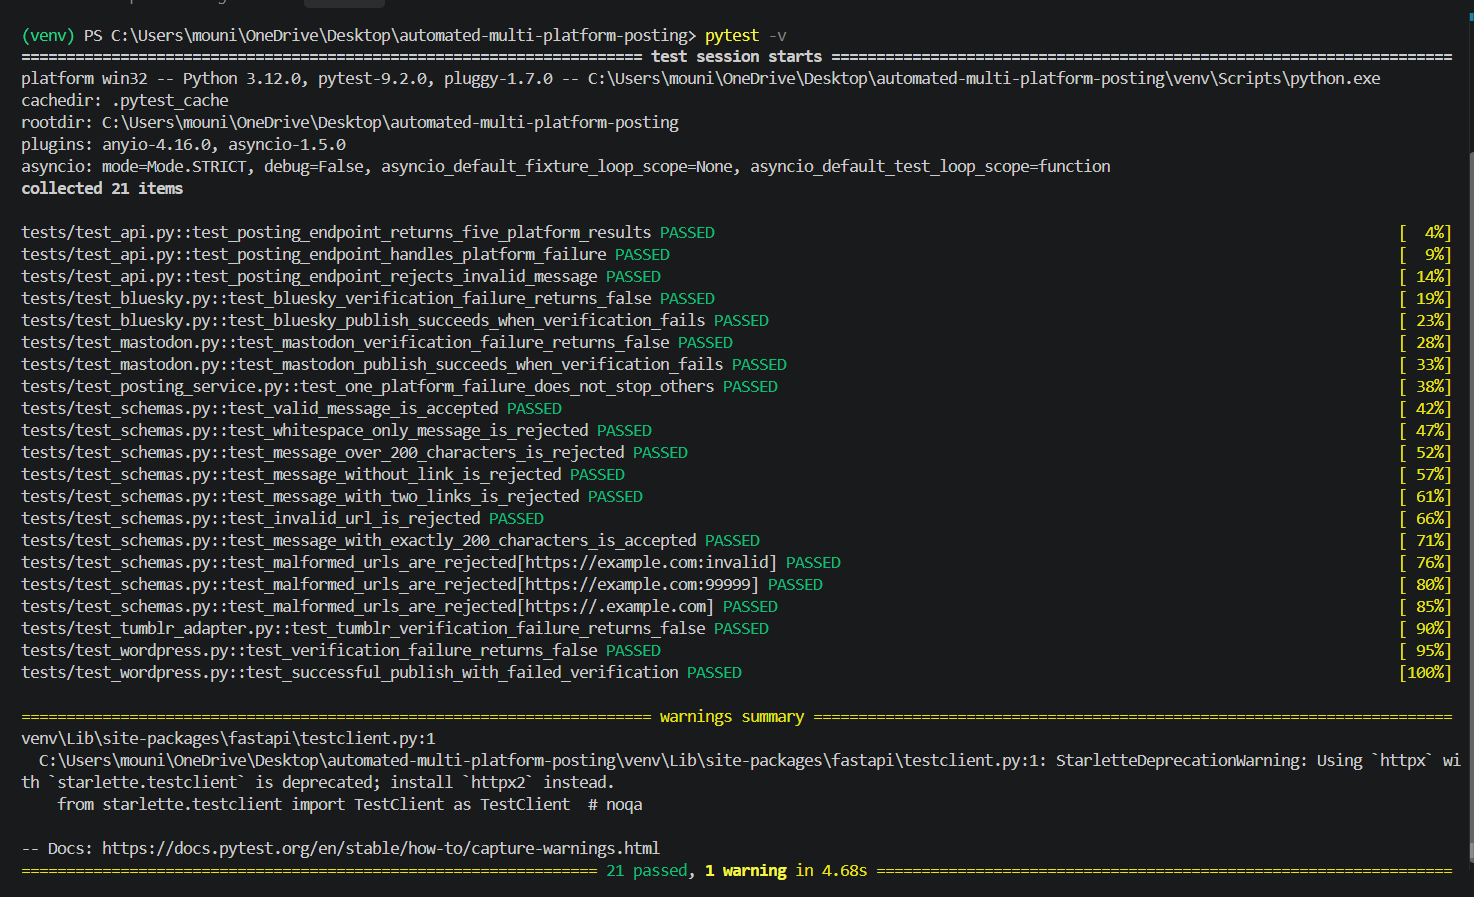 (venv) PS C:\Users\mouni\OneDrive\Desktop\automated-multi-platform-posting> pytest -v
===================================================================== test session starts =====================================================================
platform win32 -- Python 3.12.0, pytest-9.2.0, pluggy-1.7.0 -- C:\Users\mouni\OneDrive\Desktop\automated-multi-platform-posting\venv\Scripts\python.exe
cachedir: .pytest_cache
rootdir: C:\Users\mouni\OneDrive\Desktop\automated-multi-platform-posting
plugins: anyio-4.16.0, asyncio-1.5.0
asyncio: mode=Mode.STRICT, debug=False, asyncio_default_fixture_loop_scope=None, asyncio_default_test_loop_scope=function
collected 21 items
tests/test_api.py::test_posting_endpoint_returns_five_platform_results PASSED [  4%]
tests/test_api.py::test_posting_endpoint_handles_platform_failure PASSED [  9%]
tests/test_api.py::test_posting_endpoint_rejects_invalid_message PASSED [ 14%]
tests/test_bluesky.py::test_bluesky_verification_failure_returns_false PASSED [ 19%]
tests/test_bluesky.py::test_bluesky_publish_succeeds_when_verification_fails PASSED [ 23%]
tests/test_mastodon.py::test_mastodon_verification_failure_returns_false PASSED [ 28%]
tests/test_mastodon.py::test_mastodon_publish_succeeds_when_verification_fails PASSED [ 33%]
tests/test_posting_service.py::test_one_platform_failure_does_not_stop_others PASSED [ 38%]
tests/test_schemas.py::test_valid_message_is_accepted PASSED [ 42%]
tests/test_schemas.py::test_whitespace_only_message_is_rejected PASSED [ 47%]
tests/test_schemas.py::test_message_over_200_characters_is_rejected PASSED [ 52%]
tests/test_schemas.py::test_message_without_link_is_rejected PASSED [ 57%]
tests/test_schemas.py::test_message_with_two_links_is_rejected PASSED [ 61%]
tests/test_schemas.py::test_invalid_url_is_rejected PASSED [ 66%]
tests/test_schemas.py::test_message_with_exactly_200_characters_is_accepted PASSED [ 71%]
tests/test_schemas.py::test_malformed_urls_are_rejected[https://example.com:invalid] PASSED [ 76%]
tests/test_schemas.py::test_malformed_urls_are_rejected[https://example.com:99999] PASSED [ 80%]
tests/test_schemas.py::test_malformed_urls_are_rejected[https://.example.com] PASSED [ 85%]
tests/test_tumblr_adapter.py::test_tumblr_verification_failure_returns_false PASSED [ 90%]
tests/test_wordpress.py::test_verification_failure_returns_false PASSED [ 95%]
tests/test_wordpress.py::test_successful_publish_with_failed_verification PASSED [100%]
====================================================================== warnings summary =======================================================================
venv\Lib\site-packages\fastapi\testclient.py:1
  C:\Users\mouni\OneDrive\Desktop\automated-multi-platform-posting\venv\Lib\site-packages\fastapi\testclient.py:1: StarletteDeprecationWarning: Using `httpx` wi
th `starlette.testclient` is deprecated; install `httpx2` instead.
    from starlette.testclient import TestClient as TestClient  # noqa
-- Docs: https://docs.pytest.org/en/stable/how-to/capture-warnings.html
================================================================ 21 passed, 1 warning in 4.68s ================================================================